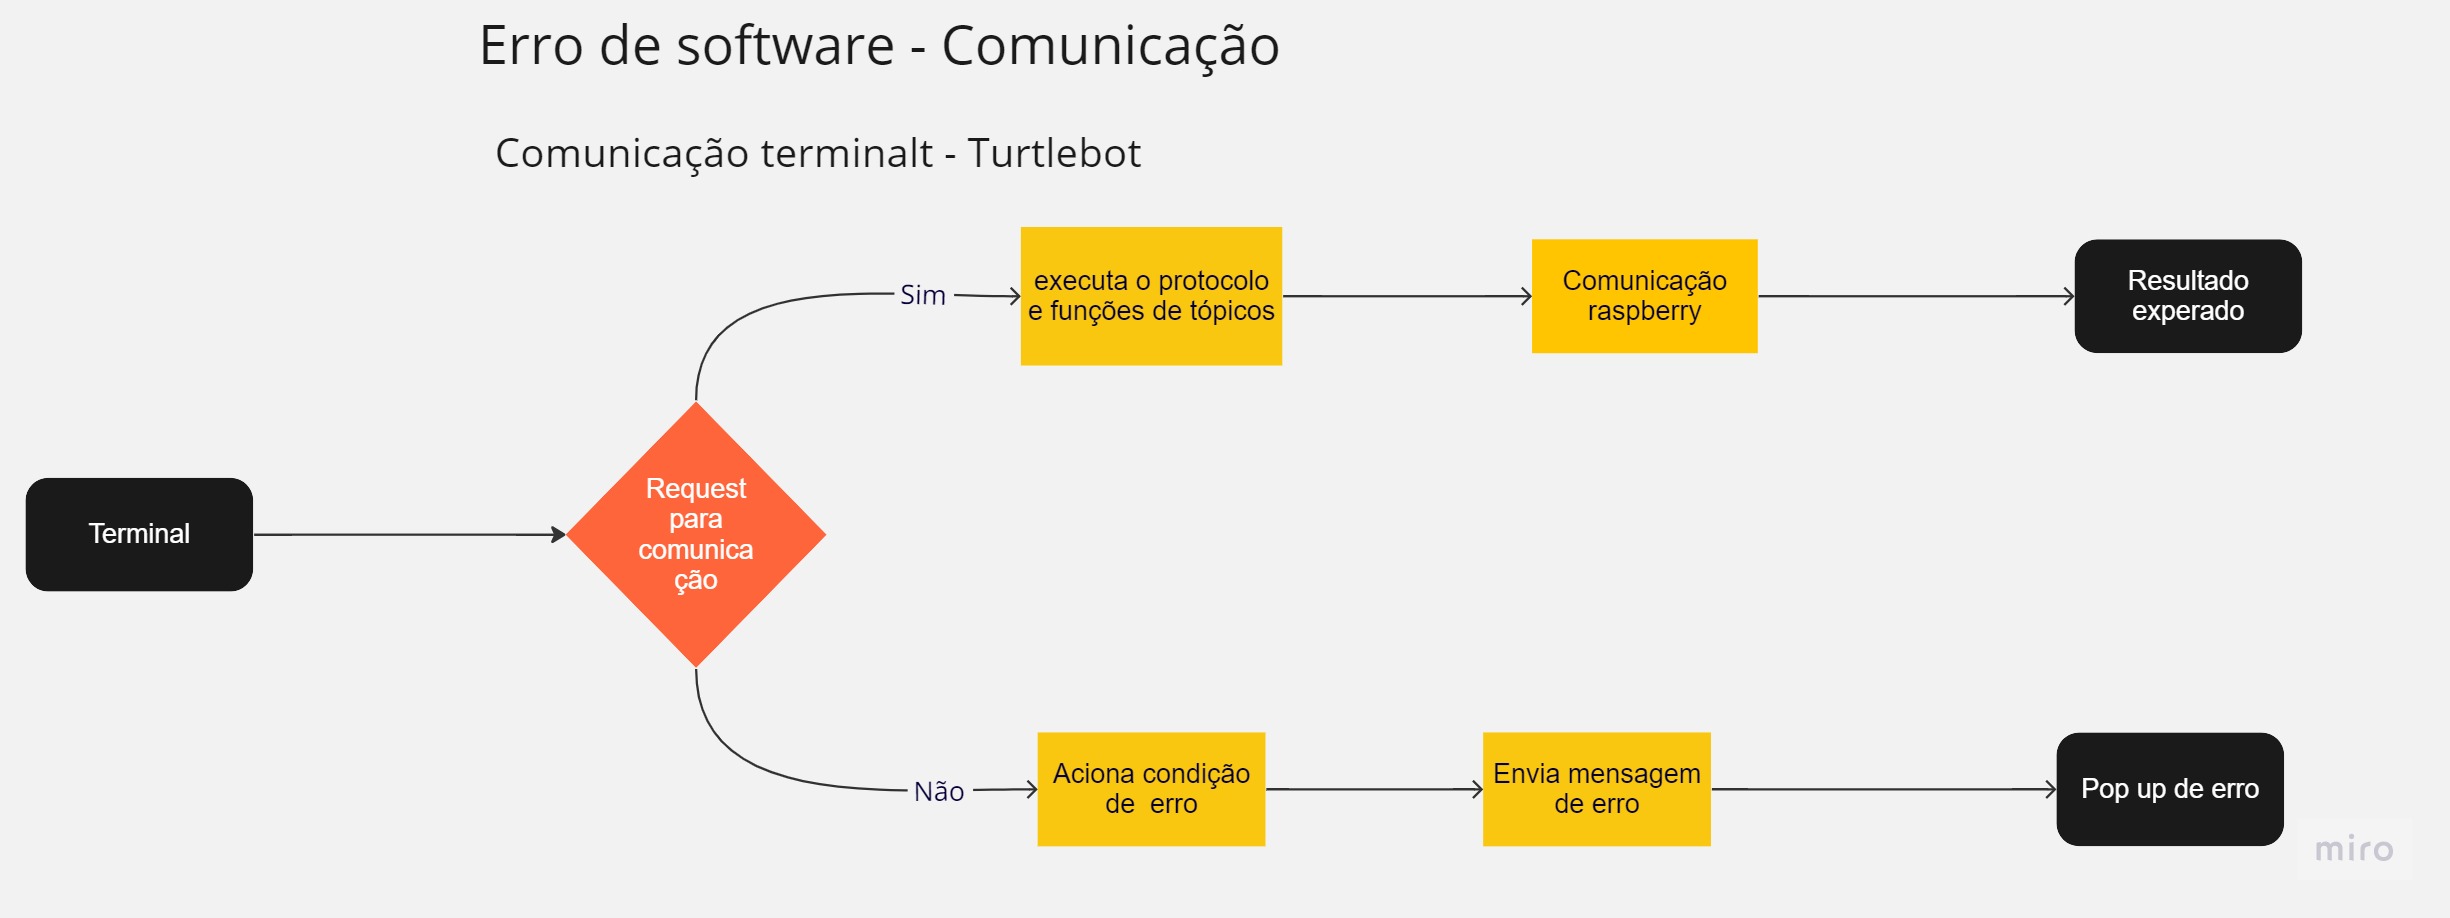 Erro de software - Comunicação
Comunicação terminalt - Turtlebot
Sim
executa o protocolo
e funções de tópicos
Comunicação
raspberry
Resultado
experado
Terminal
Request
para
comunica
ção
Não
Aciona condição
de  erro
Envia mensagem
de erro
Pop up de erro
miro